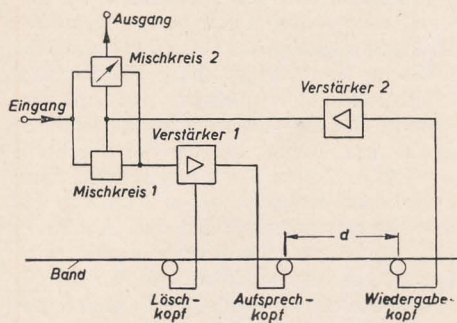 Ausgang
Mischkreis 2
Eingang
Verstärker 2
Verstärker 1
Mischkreis 1
d
Band
Lösch-
kopf
Aufsprech-
kopf
Wiedergabe-
kopf